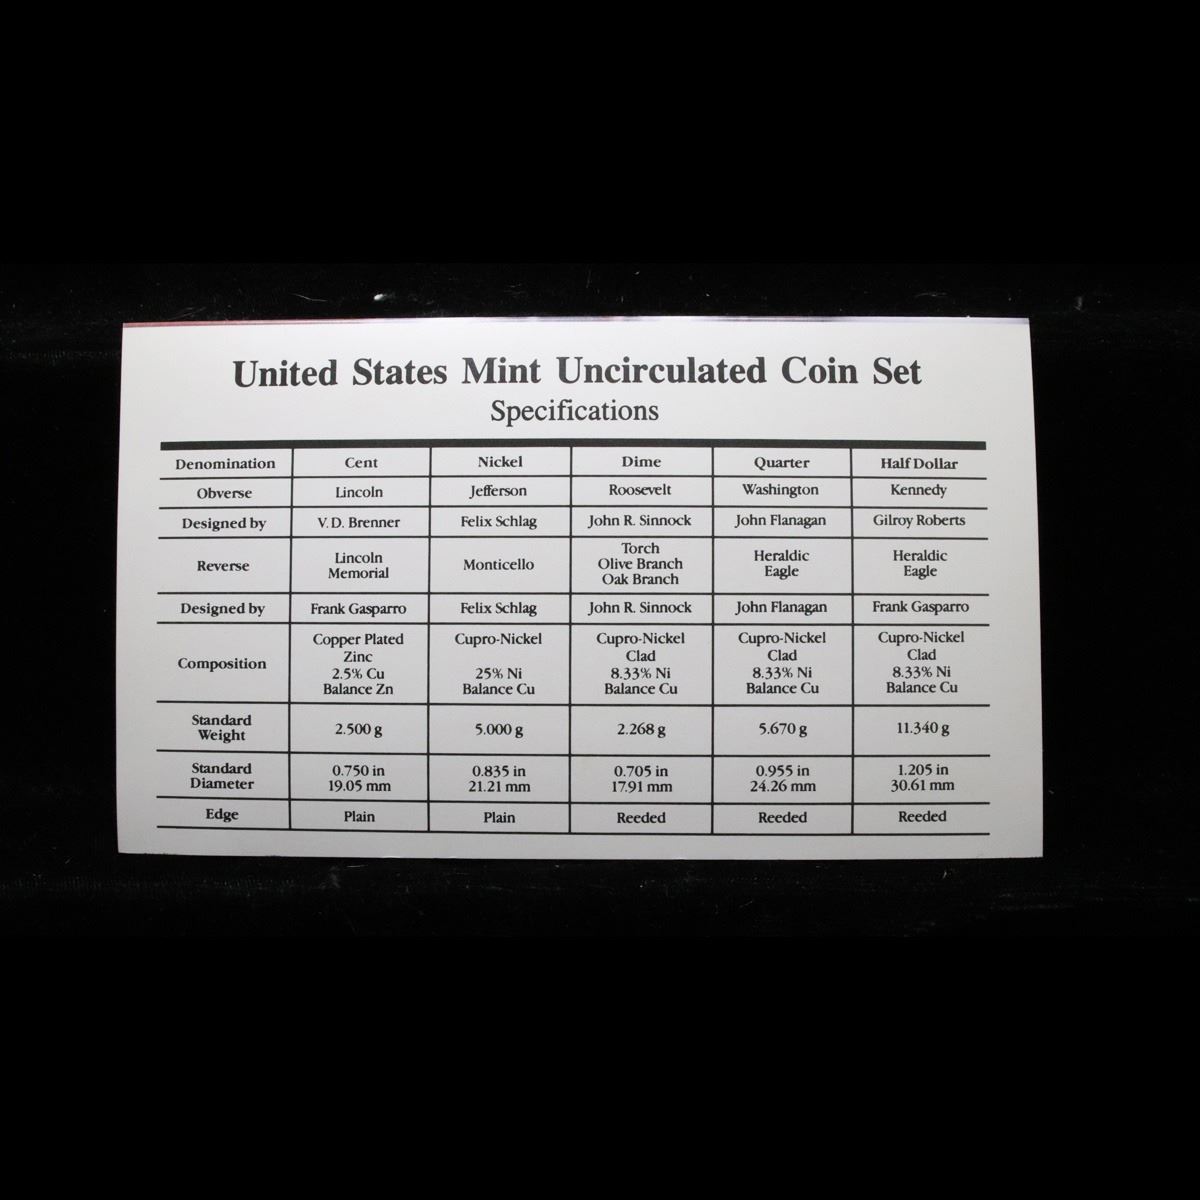 United States Mint Uncirculated Coin Set
Specifications
Denomination Cent Nickel Dime Quarter Half Dollar
Obverse Lincoln Jefferson Roosevelt Washington Kennedy
Designed by V.D. Brenner Felix Schlag John R. Sinnock John Flanagan Gilroy Roberts
Reverse
Lincoln
Memorial
Monticello
Torch
Olive Branch
Oak Branch
Heraldic
Eagle
Heraldic
Eagle
Designed by Frank Gasparro Felix Schlag John R. Sinnock John Flanagan Frank Gasparro
Composition
Copper Plated
Zinc
2.5% Cu
Balance Zn
Cupro-Nickel
25% Ni
Balance Cu
Cupro-Nickel
Clad
8.33% Ni
Balance Cu
Cupro-Nickel
Clad
8.33% Ni
Balance Cu
Cupro-Nickel
Clad
8.33% Ni
Balance Cu
Standard
Weight
2.500 g 5.000 g 2.268 g 5.670 g 11.340 g
Standard
Diameter
0.750 in
19.05 mm
0.835 in
21.21 mm
0.705 in
17.91 mm
0.955 in
24.26 mm
1.205 in
30.61 mm
Edge Plain Plain Reeded Reeded Reeded